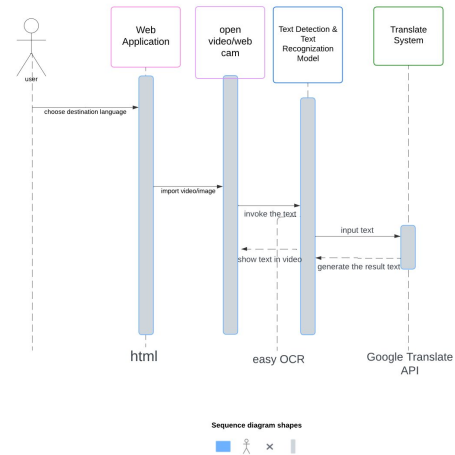 Web
Application
open
video/web
cam
Text Detection &
Text
Recognization
Model
Translate
System
user
choose destination language
import video/image
invoke the text
input text
show text in video
generate the result text
html
easy OCR
Google Translate
API
Sequence diagram shapes